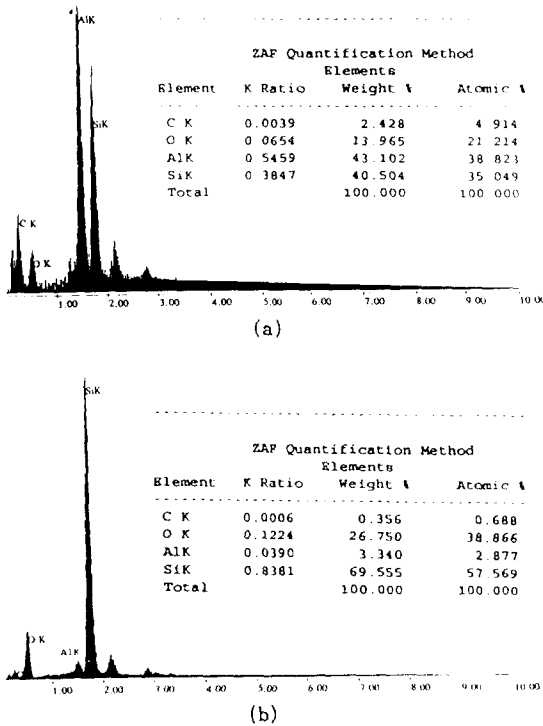 AlK
ZAF Quantification Method
Elements
Element K Ratio Weight % Atomic %
SiK
C K 0.0039 2.428 4 914
O K 0 0654 13.965 21 214
AlK 0 5459 43.102 38 823
SiK 0 3847 40.504 35 049
Total 100.000 100 000
C K
O K
1.00 2.00 3.00 4.00 5.00 6.00 7.00 8.00 9.00 10.00
(a)
SiK
ZAF Quantification Method
Elements
Element K Ratio Weight % Atomic %
C K 0.0006 0.356 0.688
O K 0.1224 26.750 38.866
AlK 0.0390 3.340 2.877
SiK 0.8381 69.555 57.569
Total 100.000 100.000
O K
AlK
1.00 2.00 3.00 4.00 5.00 6.00 7.00 8.00 9.00 10.00
(b)